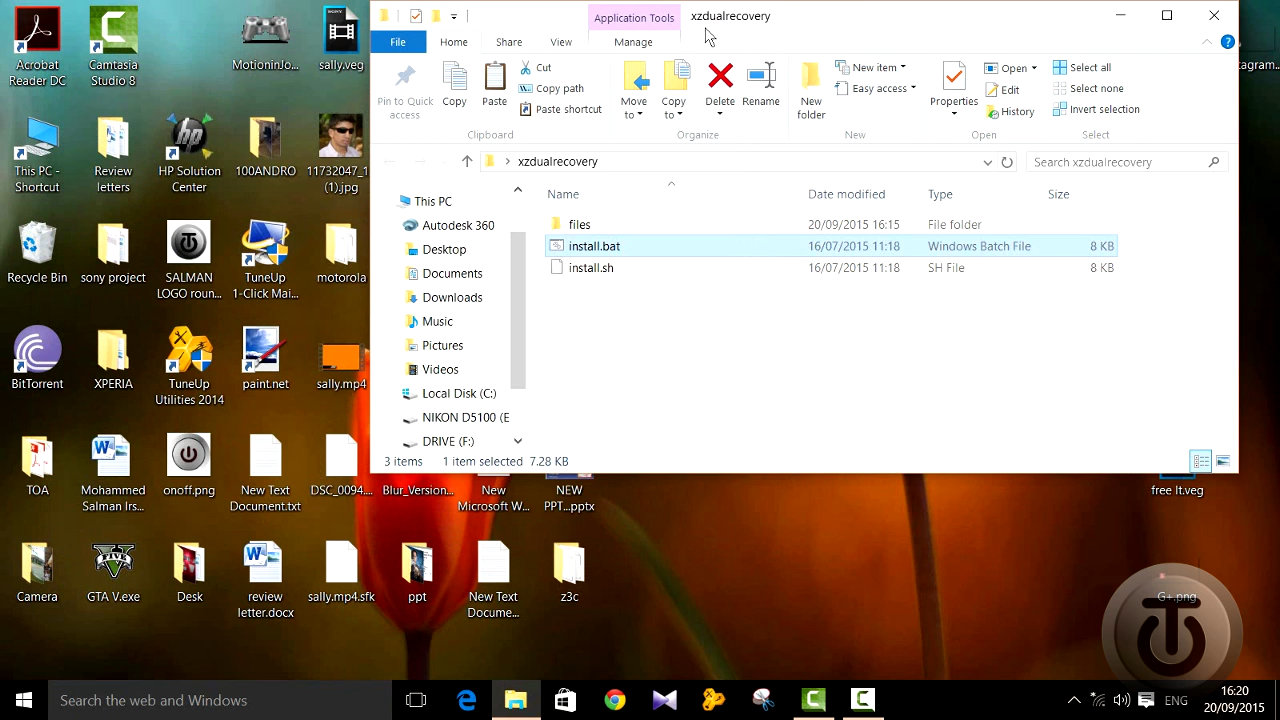 Acrobat
Reader DC
Camtasia
Studio 8
MotioninJo...
sally.veg
This PC -
Shortcut
Review
letters
HP Solution
Center
100ANDRO
11732047_1
(1).jpg
Recycle Bin
sony project
SALMAN
LOGO roun...
TuneUp
1-Click Mai...
motorola
BitTorrent
XPERIA
TuneUp
Utilities 2014
paint.net
sally.mp4
TOA
Mohammed
Salman Irs...
onoff.png
New Text
Document.txt
DSC_0094....
Blur_Version...
New
Microsoft W...
NEW
PPT...pptx
Camera
GTA V.exe
Desk
review
letter.docx
sally.mp4.sfk
ppt
New Text
Docume...
z3c
free lt.veg
G+.png
tagram...
Application Tools
xzdualrecovery
File
Home
Share
View
Manage
Pin to Quick
access
Copy
Paste
Cut
Copy path
Paste shortcut
Clipboard
Move
to
Copy
to
Delete
Rename
Organize
New
folder
New item
Easy access
New
Properties
Open
Edit
History
Open
Select all
Select none
Invert selection
Select
xzdualrecovery
Search xzdualrecovery
This PC
Autodesk 360
Desktop
Documents
Downloads
Music
Pictures
Videos
Local Disk (C:)
NIKON D5100 (E
DRIVE (F:)
Name Date modified Type Size
files 20/09/2015 16:15 File folder
install.bat 16/07/2015 11:18 Windows Batch File 8 KB
install.sh 16/07/2015 11:18 SH File 8 KB
3 items 1 item selected 7.28 KB
Search the web and Windows
ENG
16:20
20/09/2015